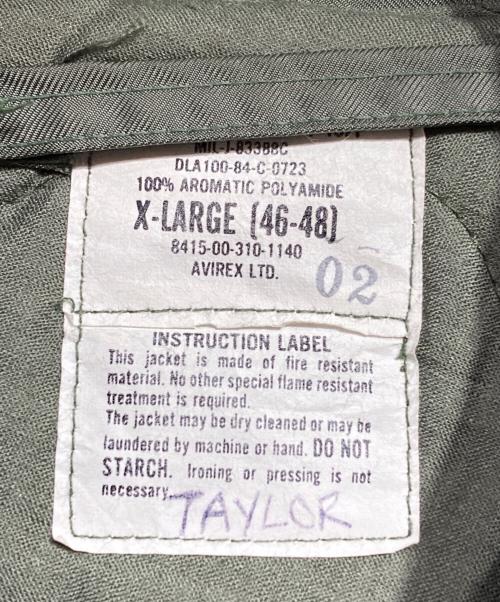 MIL-J-83388C
DLA100-84-C-0723
100% AROMATIC POLYAMIDE
X-LARGE (46-48)
8415-00-310-1140
AVIREX LTD.
02
INSTRUCTION LABEL
This jacket is made of fire resistant
material. No other special flame resistant
treatment is required.
The jacket may be dry cleaned or may be
laundered by machine or hand. DO NOT
STARCH. Ironing or pressing is not
necessary.
TAYLOR